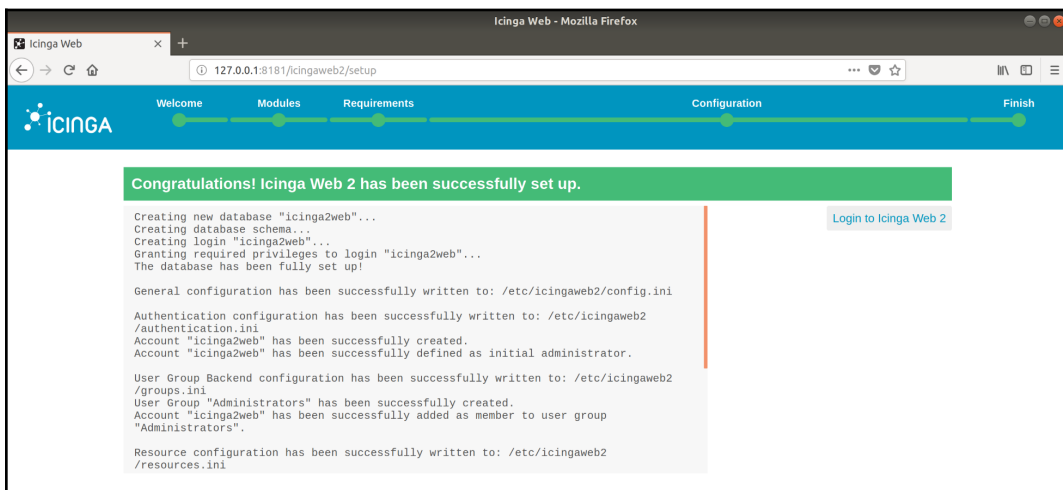 Icinga Web - Mozilla Firefox
Icinga Web
127.0.0.1:8181/icingaweb2/setup
ICINGA
Welcome Modules Requirements Configuration Finish
Congratulations! Icinga Web 2 has been successfully set up.
Login to Icinga Web 2
Creating new database "icinga2web"...
Creating database schema...
Creating login "icinga2web"...
Granting required privileges to login "icinga2web"...
The database has been fully set up!
General configuration has been successfully written to: /etc/icingaweb2/config.ini
Authentication configuration has been successfully written to: /etc/icingaweb2
/authentication.ini
Account "icinga2web" has been successfully created.
Account "icinga2web" has been successfully defined as initial administrator.
User Group Backend configuration has been successfully written to: /etc/icingaweb2
/groups.ini
User Group "Administrators" has been successfully created.
Account "icinga2web" has been successfully added as member to user group
"Administrators".
Resource configuration has been successfully written to: /etc/icingaweb2
/resources.ini